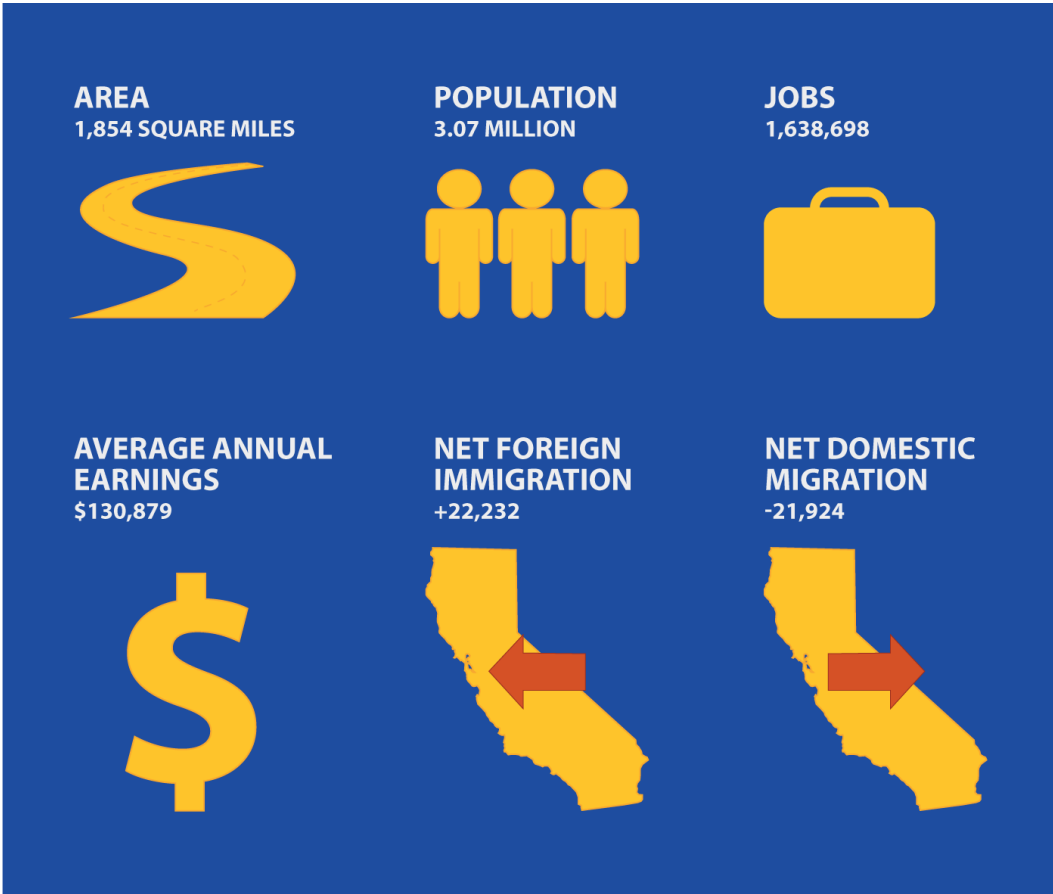 AREA
1,854 SQUARE MILES
POPULATION
3.07 MILLION
JOBS
1,638,698
AVERAGE ANNUAL
EARNINGS
$130,879
NET FOREIGN
IMMIGRATION
+22,232
NET DOMESTIC
MIGRATION
-21,924
$